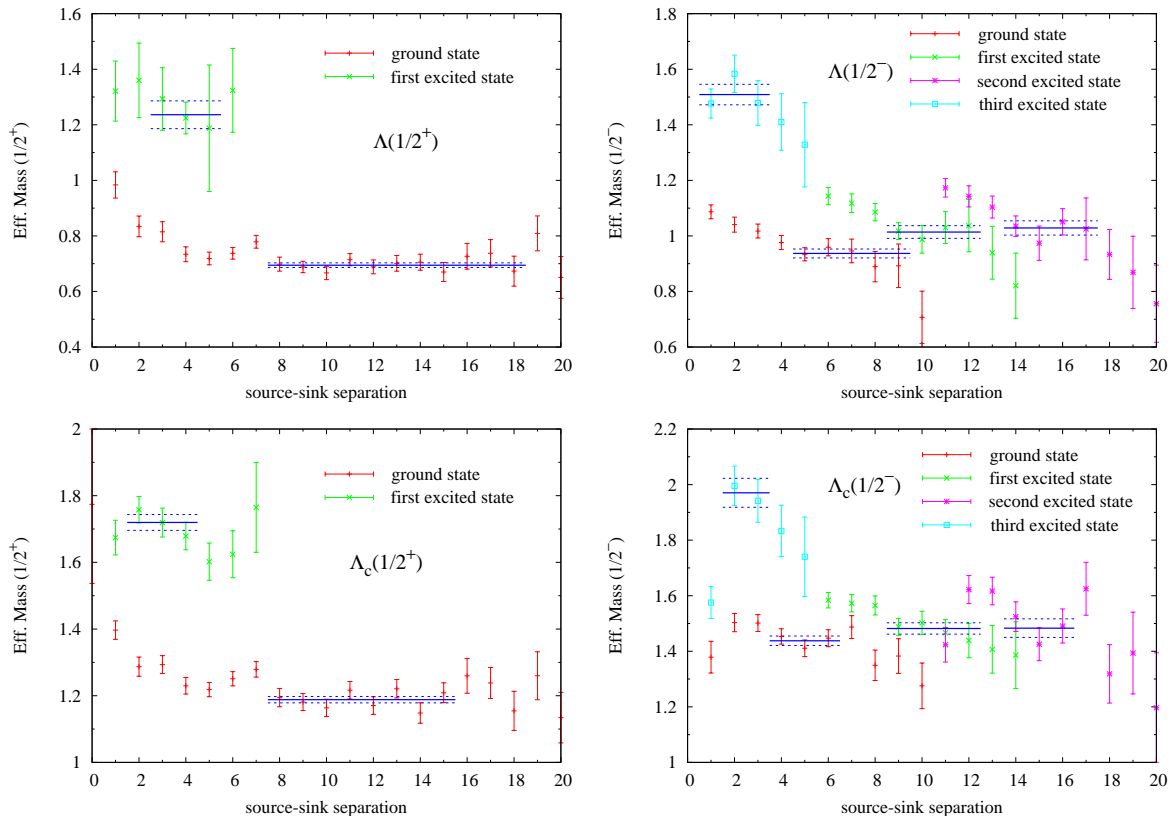 1.6
1.4
1.2
1
0.8
0.6
0.4
0 2 4 6 8 10 12 14 16 18 20
Eff. Mass (1/2⁺)
source-sink separation
ground state
first excited state
Λ(1/2⁺)
1.8
1.6
1.4
1.2
1
0.8
0.6
0 2 4 6 8 10 12 14 16 18 20
Eff. Mass (1/2⁻)
source-sink separation
Λ(1/2⁻)
ground state
first excited state
second excited state
third excited state
2
1.8
1.6
1.4
1.2
1
0 2 4 6 8 10 12 14 16 18 20
Eff. Mass (1/2⁺)
source-sink separation
ground state
first excited state
Λc(1/2⁺)
2.2
2
1.8
1.6
1.4
1.2
1
0 2 4 6 8 10 12 14 16 18 20
Eff. Mass (1/2⁻)
source-sink separation
Λc(1/2⁻)
ground state
first excited state
second excited state
third excited state